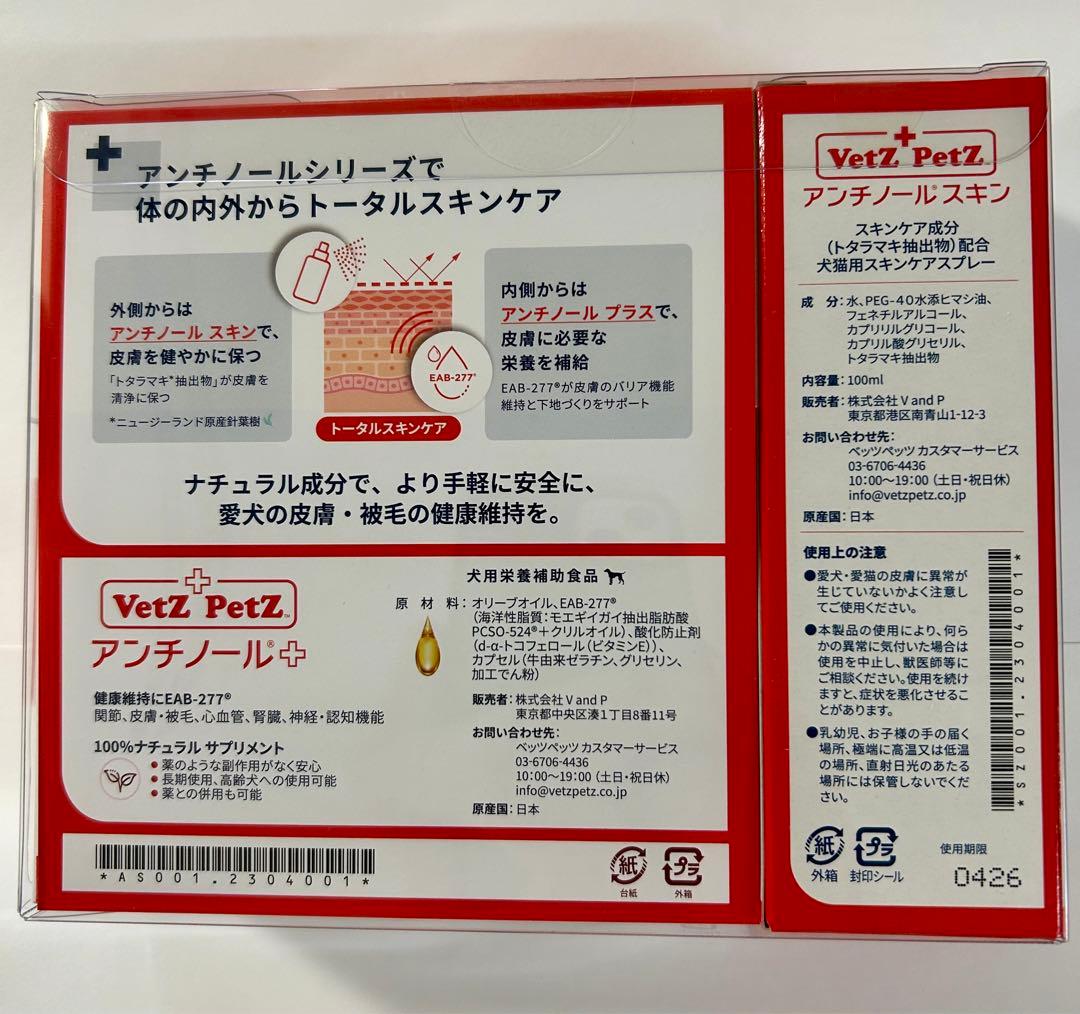 アンチノールシリーズで
体の内外からトータルスキンケア
外側からは
アンチノール スキンで、
皮膚を健やかに保つ
「トタラマキ*抽出物」が皮膚を
清浄に保つ
*ニュージーランド原産針葉樹
EAB-277®
トータルスキンケア
内側からは
アンチノール プラスで、
皮膚に必要な
栄養を補給
EAB-277®が皮膚のバリア機能
維持と下地づくりをサポート
ナチュラル成分で、より手軽に安全に、
愛犬の皮膚・被毛の健康維持を。
VetZ PetZ™
アンチノール®+
健康維持にEAB-277®
関節、皮膚・被毛、心血管、腎臓、神経・認知機能
100%ナチュラル サプリメント
●薬のような副作用がなく安心
●長期使用、高齢犬への使用可能
●薬との併用も可能
犬用栄養補助食品
原 材 料：オリーブオイル、EAB-277®
（海洋性脂質：モエギイガイ抽出脂肪酸
PCSO-524®＋クリルオイル）、酸化防止剤
（d-α-トコフェロール（ビタミンE））、
カプセル（牛由来ゼラチン、グリセリン、
加工でん粉）
販売者：株式会社 V and P
東京都中央区湊1丁目8番11号
お問い合わせ先：
ベッツペッツ カスタマーサービス
03-6706-4436
10:00〜19:00（土日・祝日休）
info@vetzpetz.co.jp
原産国：日本
*AS001.2304001*
紙
台紙
プラ
外箱
VetZ PetZ
アンチノール®スキン
スキンケア成分
（トタラマキ抽出物）配合
犬猫用スキンケアスプレー
成 分：水、PEG-40水添ヒマシ油、
フェネチルアルコール、
カプリリルグリコール、
カプリル酸グリセリル、
トタラマキ抽出物
内容量：100ml
販売者：株式会社 V and P
東京都港区南青山1-12-3
お問い合わせ先：
ベッツペッツ カスタマーサービス
03-6706-4436
10:00〜19:00（土日・祝日休）
info@vetzpetz.co.jp
原産国：日本
使用上の注意
●愛犬・愛猫の皮膚に異常が
生じていないかよく注意し
てご使用ください。
●本製品の使用により、何ら
かの異常に気付いた場合は
使用を中止し、獣医師等に
ご相談ください。使用を続け
ますと、症状を悪化させるこ
とがあります。
●乳幼児、お子様の手の届く
場所、極端に高温又は低温
の場所、直射日光のあたる
場所には保管しないでくだ
さい。
*SZ001.2304001*
紙
外箱
プラ
封印シール
使用期限
0426